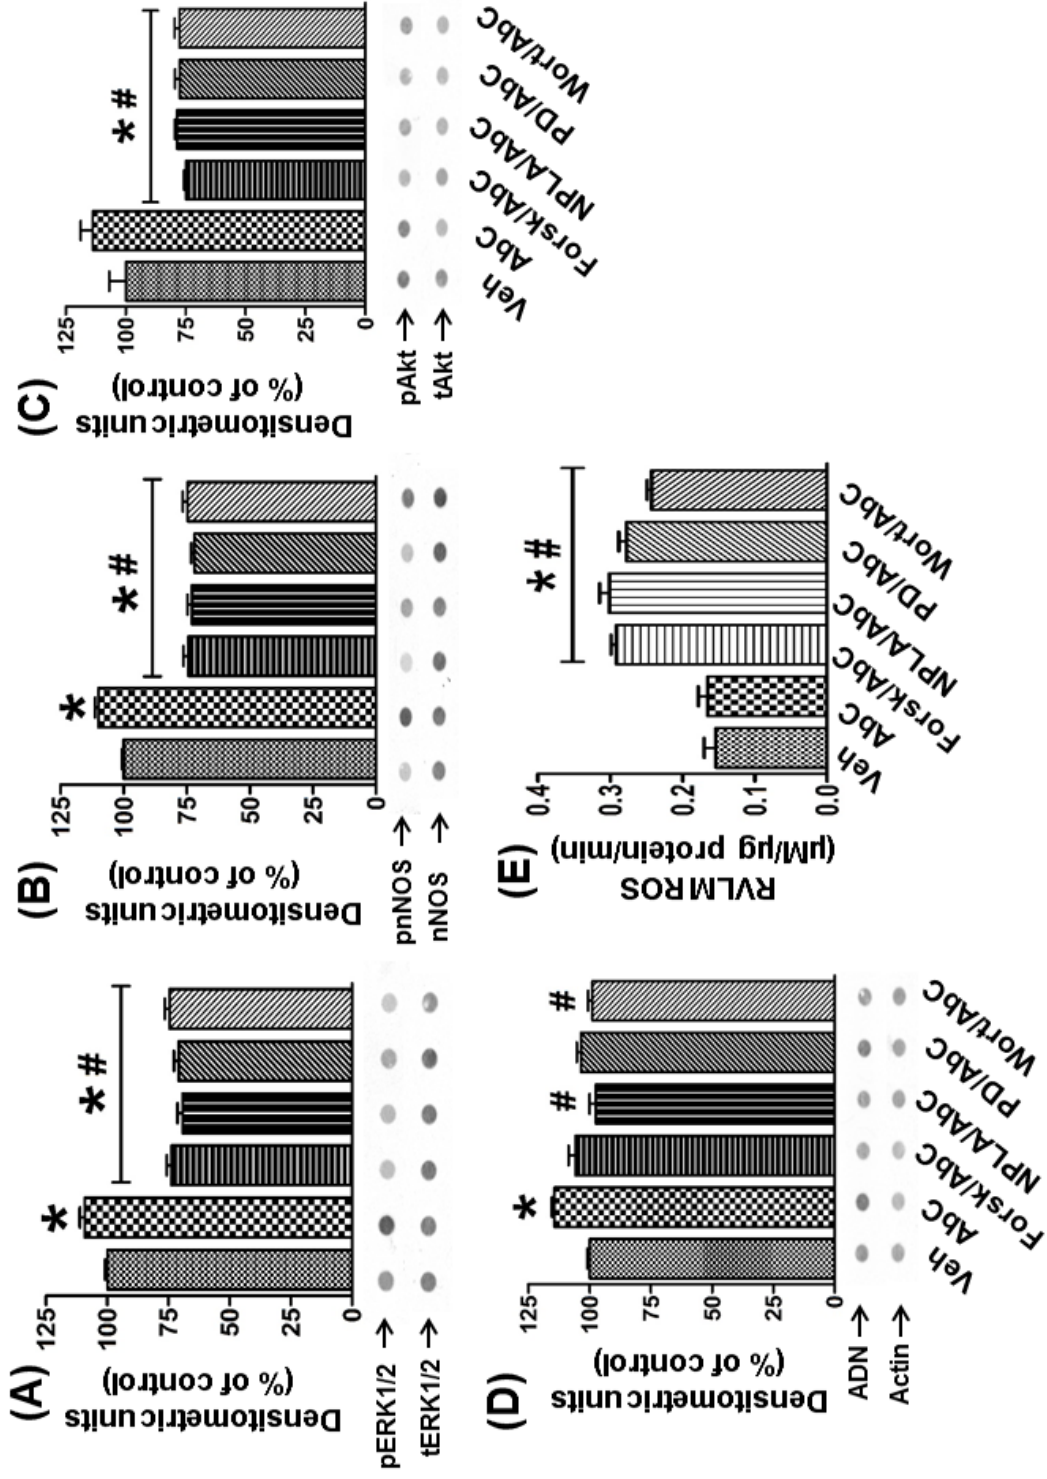 (A)
Densitometric units
(% of control)
125
100
75
50
25
0
*
* #
pERK1/2 →
tERK1/2 →
(B)
Densitometric units
(% of control)
125
100
75
50
25
0
*
* #
pnNOS →
nNOS →
(C)
Densitometric units
(% of control)
125
100
75
50
25
0
* #
pAkt →
tAkt →
Veh
AbC
Forsk/AbC
NPLA/AbC
PD/AbC
Wort/AbC
(D)
Densitometric units
(% of control)
125
100
75
50
25
0
*
#
#
ADN →
Actin →
Veh
AbC
Forsk/AbC
NPLA/AbC
PD/AbC
Wort/AbC
(E)
RVLM ROS
(µM/µg protein/min)
0.4
0.3
0.2
0.1
0.0
* #
Veh
AbC
Forsk/AbC
NPLA/AbC
PD/AbC
Wort/AbC